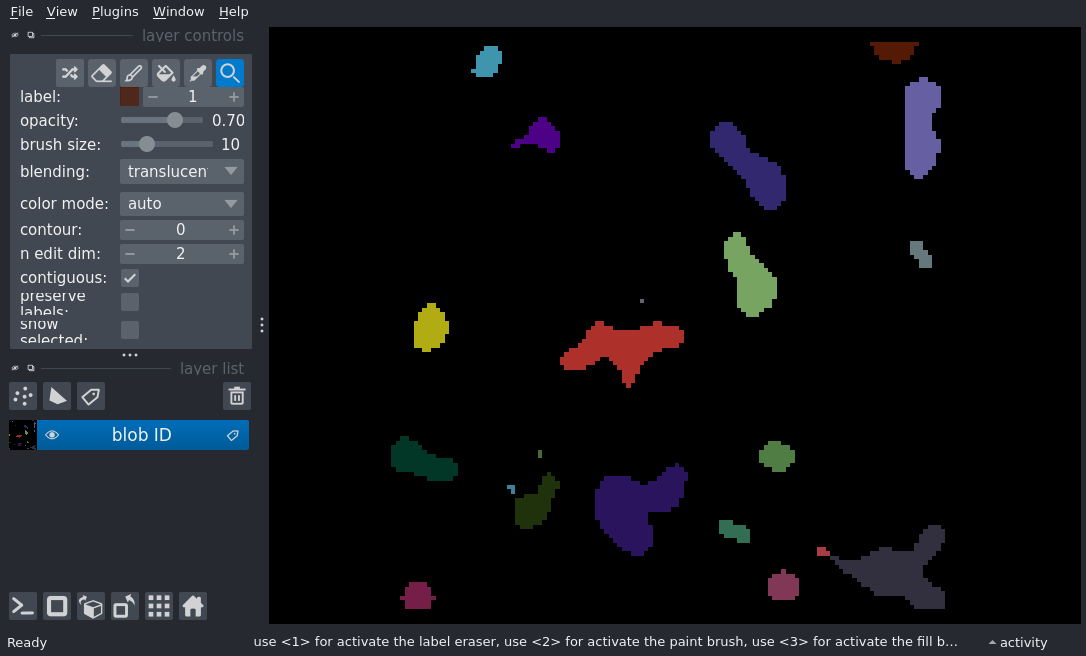 File View Plugins Window Help
layer controls
label: 1
opacity: 0.70
brush size: 10
blending: translucen
color mode: auto
contour: 0
n edit dim: 2
contiguous:
preserve
labels:
show
selected:
layer list
blob ID
Ready
use <1> for activate the label eraser, use <2> for activate the paint brush, use <3> for activate the fill b...
activity